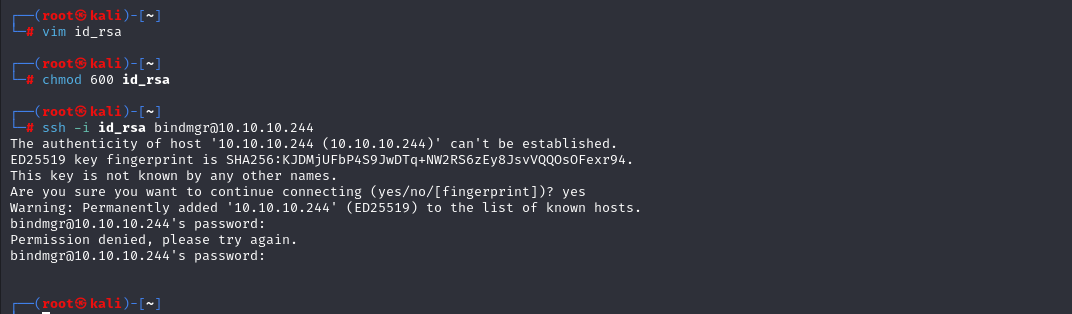 ┌──(root㉿kali)-[~]
└─# vim id_rsa
┌──(root㉿kali)-[~]
└─# chmod 600 id_rsa
┌──(root㉿kali)-[~]
└─# ssh -i id_rsa bindmgr@10.10.10.244
The authenticity of host '10.10.10.244 (10.10.10.244)' can't be established.
ED25519 key fingerprint is SHA256:KJDMjUFbP4S9JwDTq+NW2RS6zEy8JsvVQQOsOFexr94.
This key is not known by any other names.
Are you sure you want to continue connecting (yes/no/[fingerprint])? yes
Warning: Permanently added '10.10.10.244' (ED25519) to the list of known hosts.
bindmgr@10.10.10.244's password:
Permission denied, please try again.
bindmgr@10.10.10.244's password:
┌──(root㉿kali)-[~]